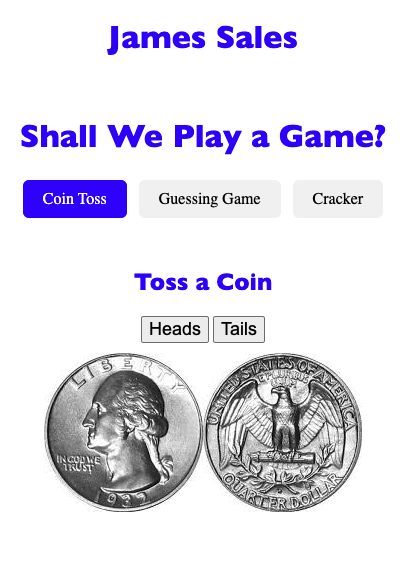 James Sales
Shall We Play a Game?
Coin Toss Guessing Game Cracker
Toss a Coin
Heads Tails
LIBERTY
IN GOD WE
TRUST
1932
UNITED STATES OF AMERICA
E PLURIBUS
QUARTER DOLLAR